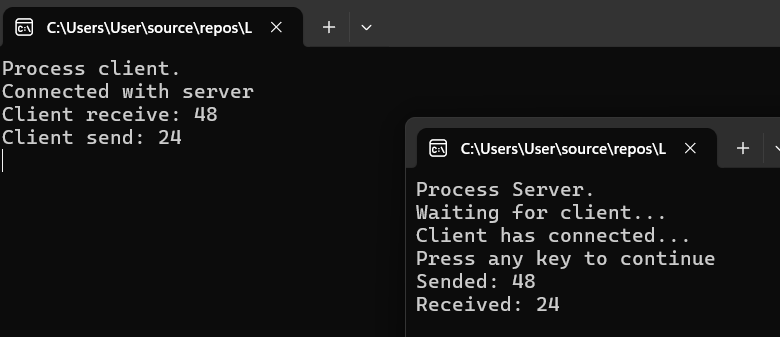 C:\Users\User\source\repos\L
Process client.
Connected with server
Client receive: 48
Client send: 24
C:\Users\User\source\repos\L
Process Server.
Waiting for client...
Client has connected...
Press any key to continue
Sended: 48
Received: 24